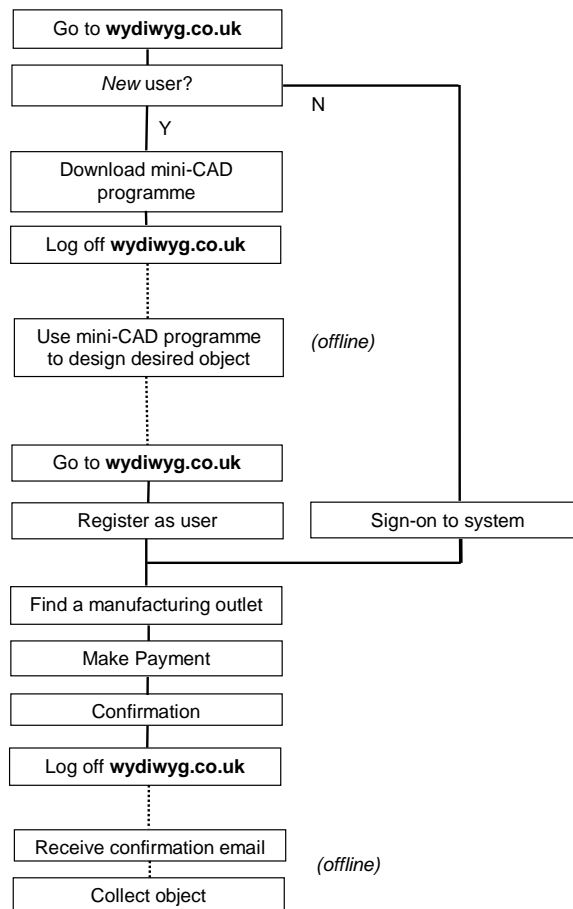 Go to wydiwyg.co.uk
New user?
N
Y
Download mini-CAD
programme
Log off wydiwyg.co.uk
Use mini-CAD programme
to design desired object
(offline)
Go to wydiwyg.co.uk
Register as user
Sign-on to system
Find a manufacturing outlet
Make Payment
Confirmation
Log off wydiwyg.co.uk
Receive confirmation email
(offline)
Collect object